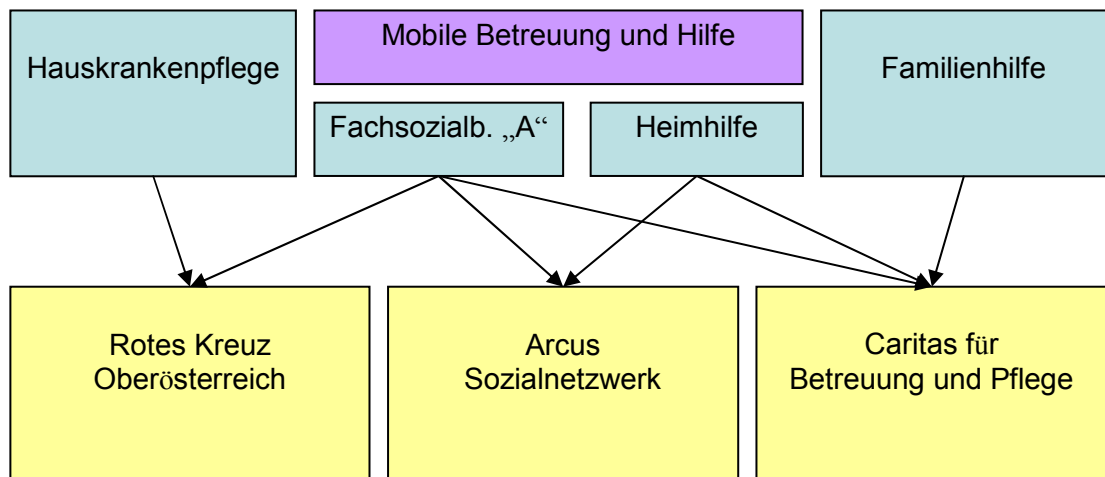 Mobile Betreuung und Hilfe
Hauskrankenpflege
Familienhilfe
Fachsozialb. „A“
Heimhilfe
Rotes Kreuz
Oberösterreich
Arcus
Sozialnetzwerk
Caritas für
Betreuung und Pflege